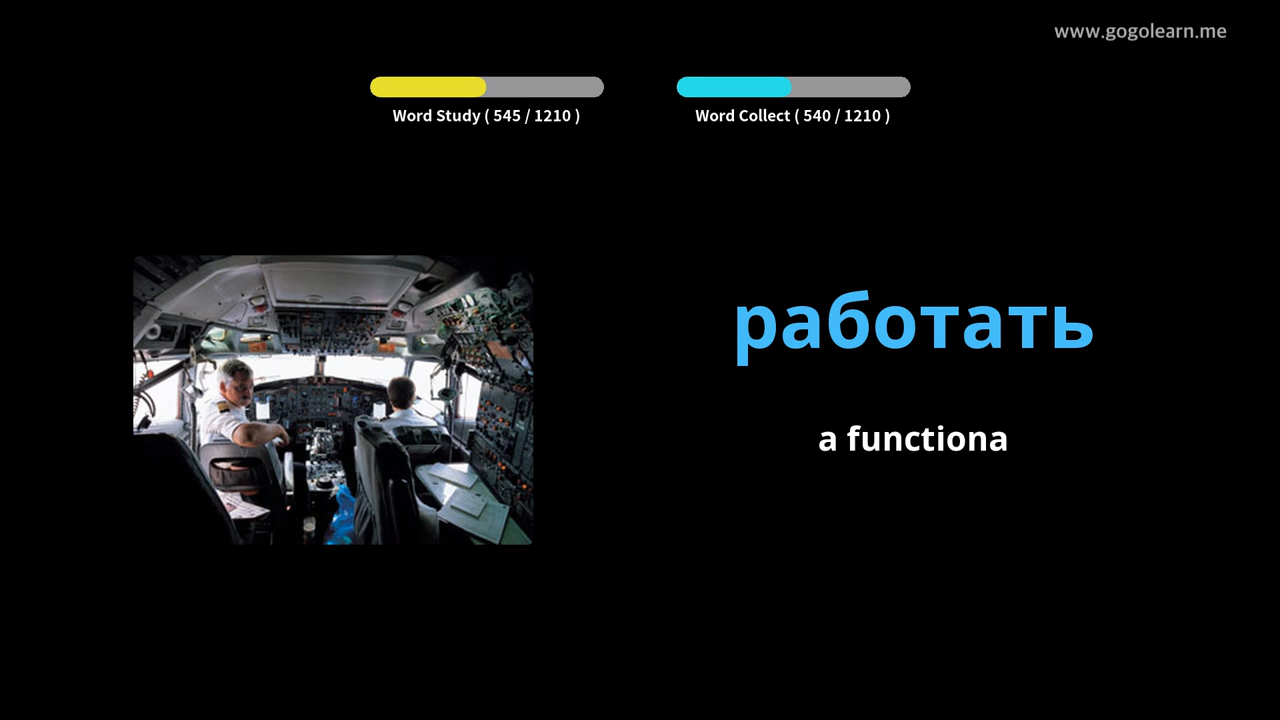 www.gogolearn.me
Word Study ( 545 / 1210 )
Word Collect ( 540 / 1210 )
работать
a functiona